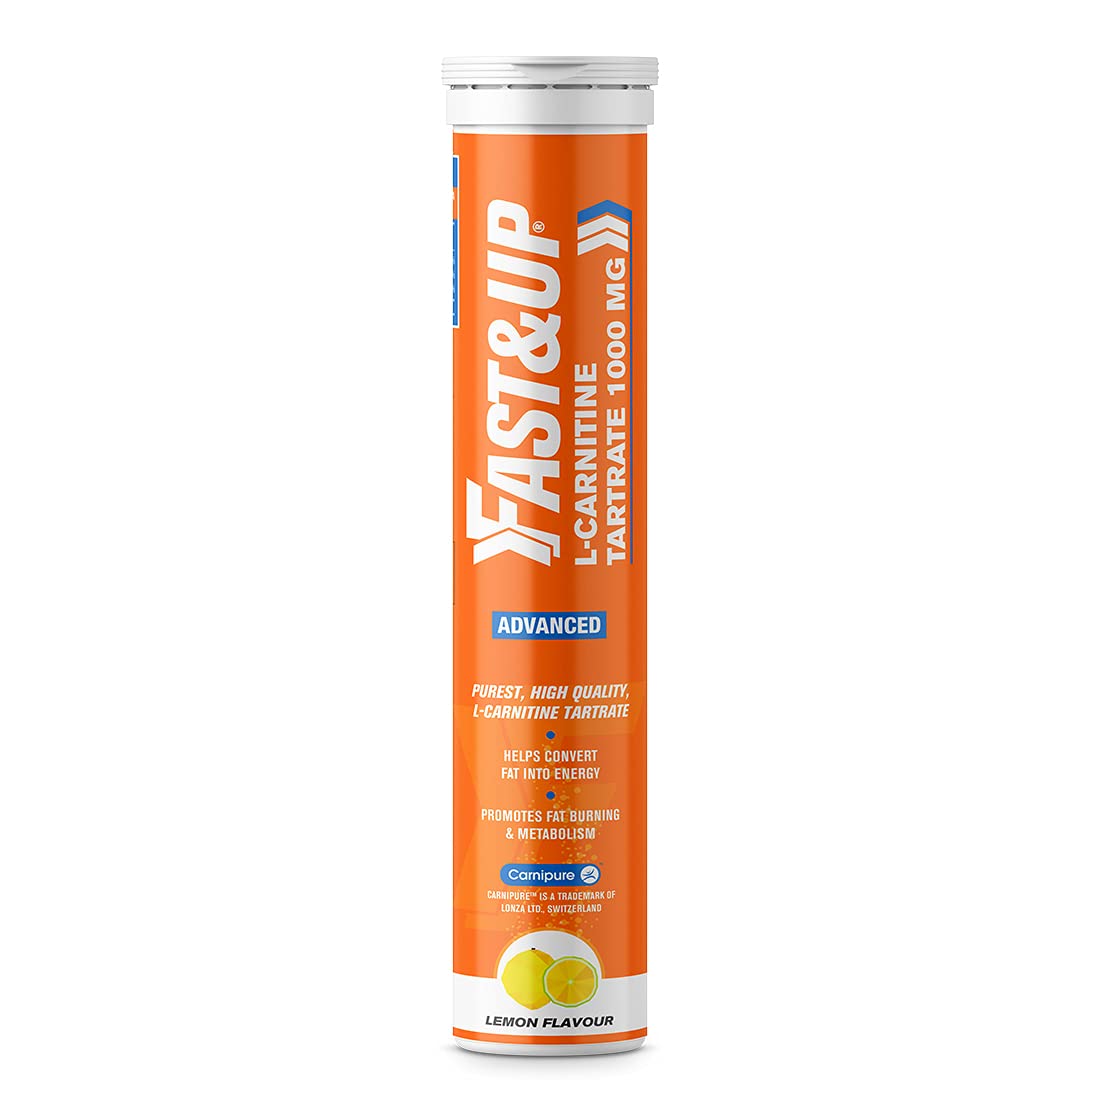 FAST&UP®
L-CARNITINE
TARTRATE 1000 MG
ADVANCED
PUREST, HIGH QUALITY,
L-CARNITINE TARTRATE
HELPS CONVERT
FAT INTO ENERGY
PROMOTES FAT BURNING
& METABOLISM
Carnipure™
CARNIPURE™ IS A TRADEMARK OF
LONZA LTD., SWITZERLAND
LEMON FLAVOUR